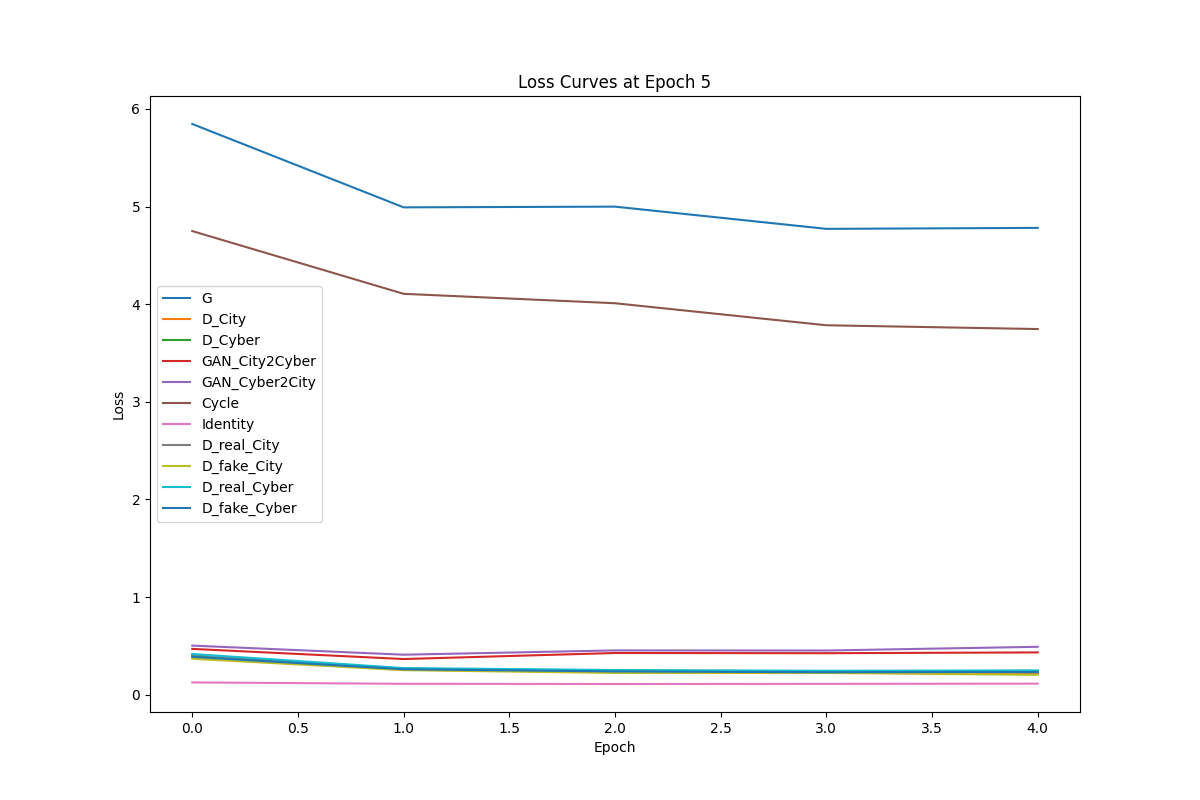 Loss Curves at Epoch 5
6
5
4
3
2
1
0
Loss
G
D_City
D_Cyber
GAN_City2Cyber
GAN_Cyber2City
Cycle
Identity
D_real_City
D_fake_City
D_real_Cyber
D_fake_Cyber
0.0 0.5 1.0 1.5 2.0 2.5 3.0 3.5 4.0
Epoch